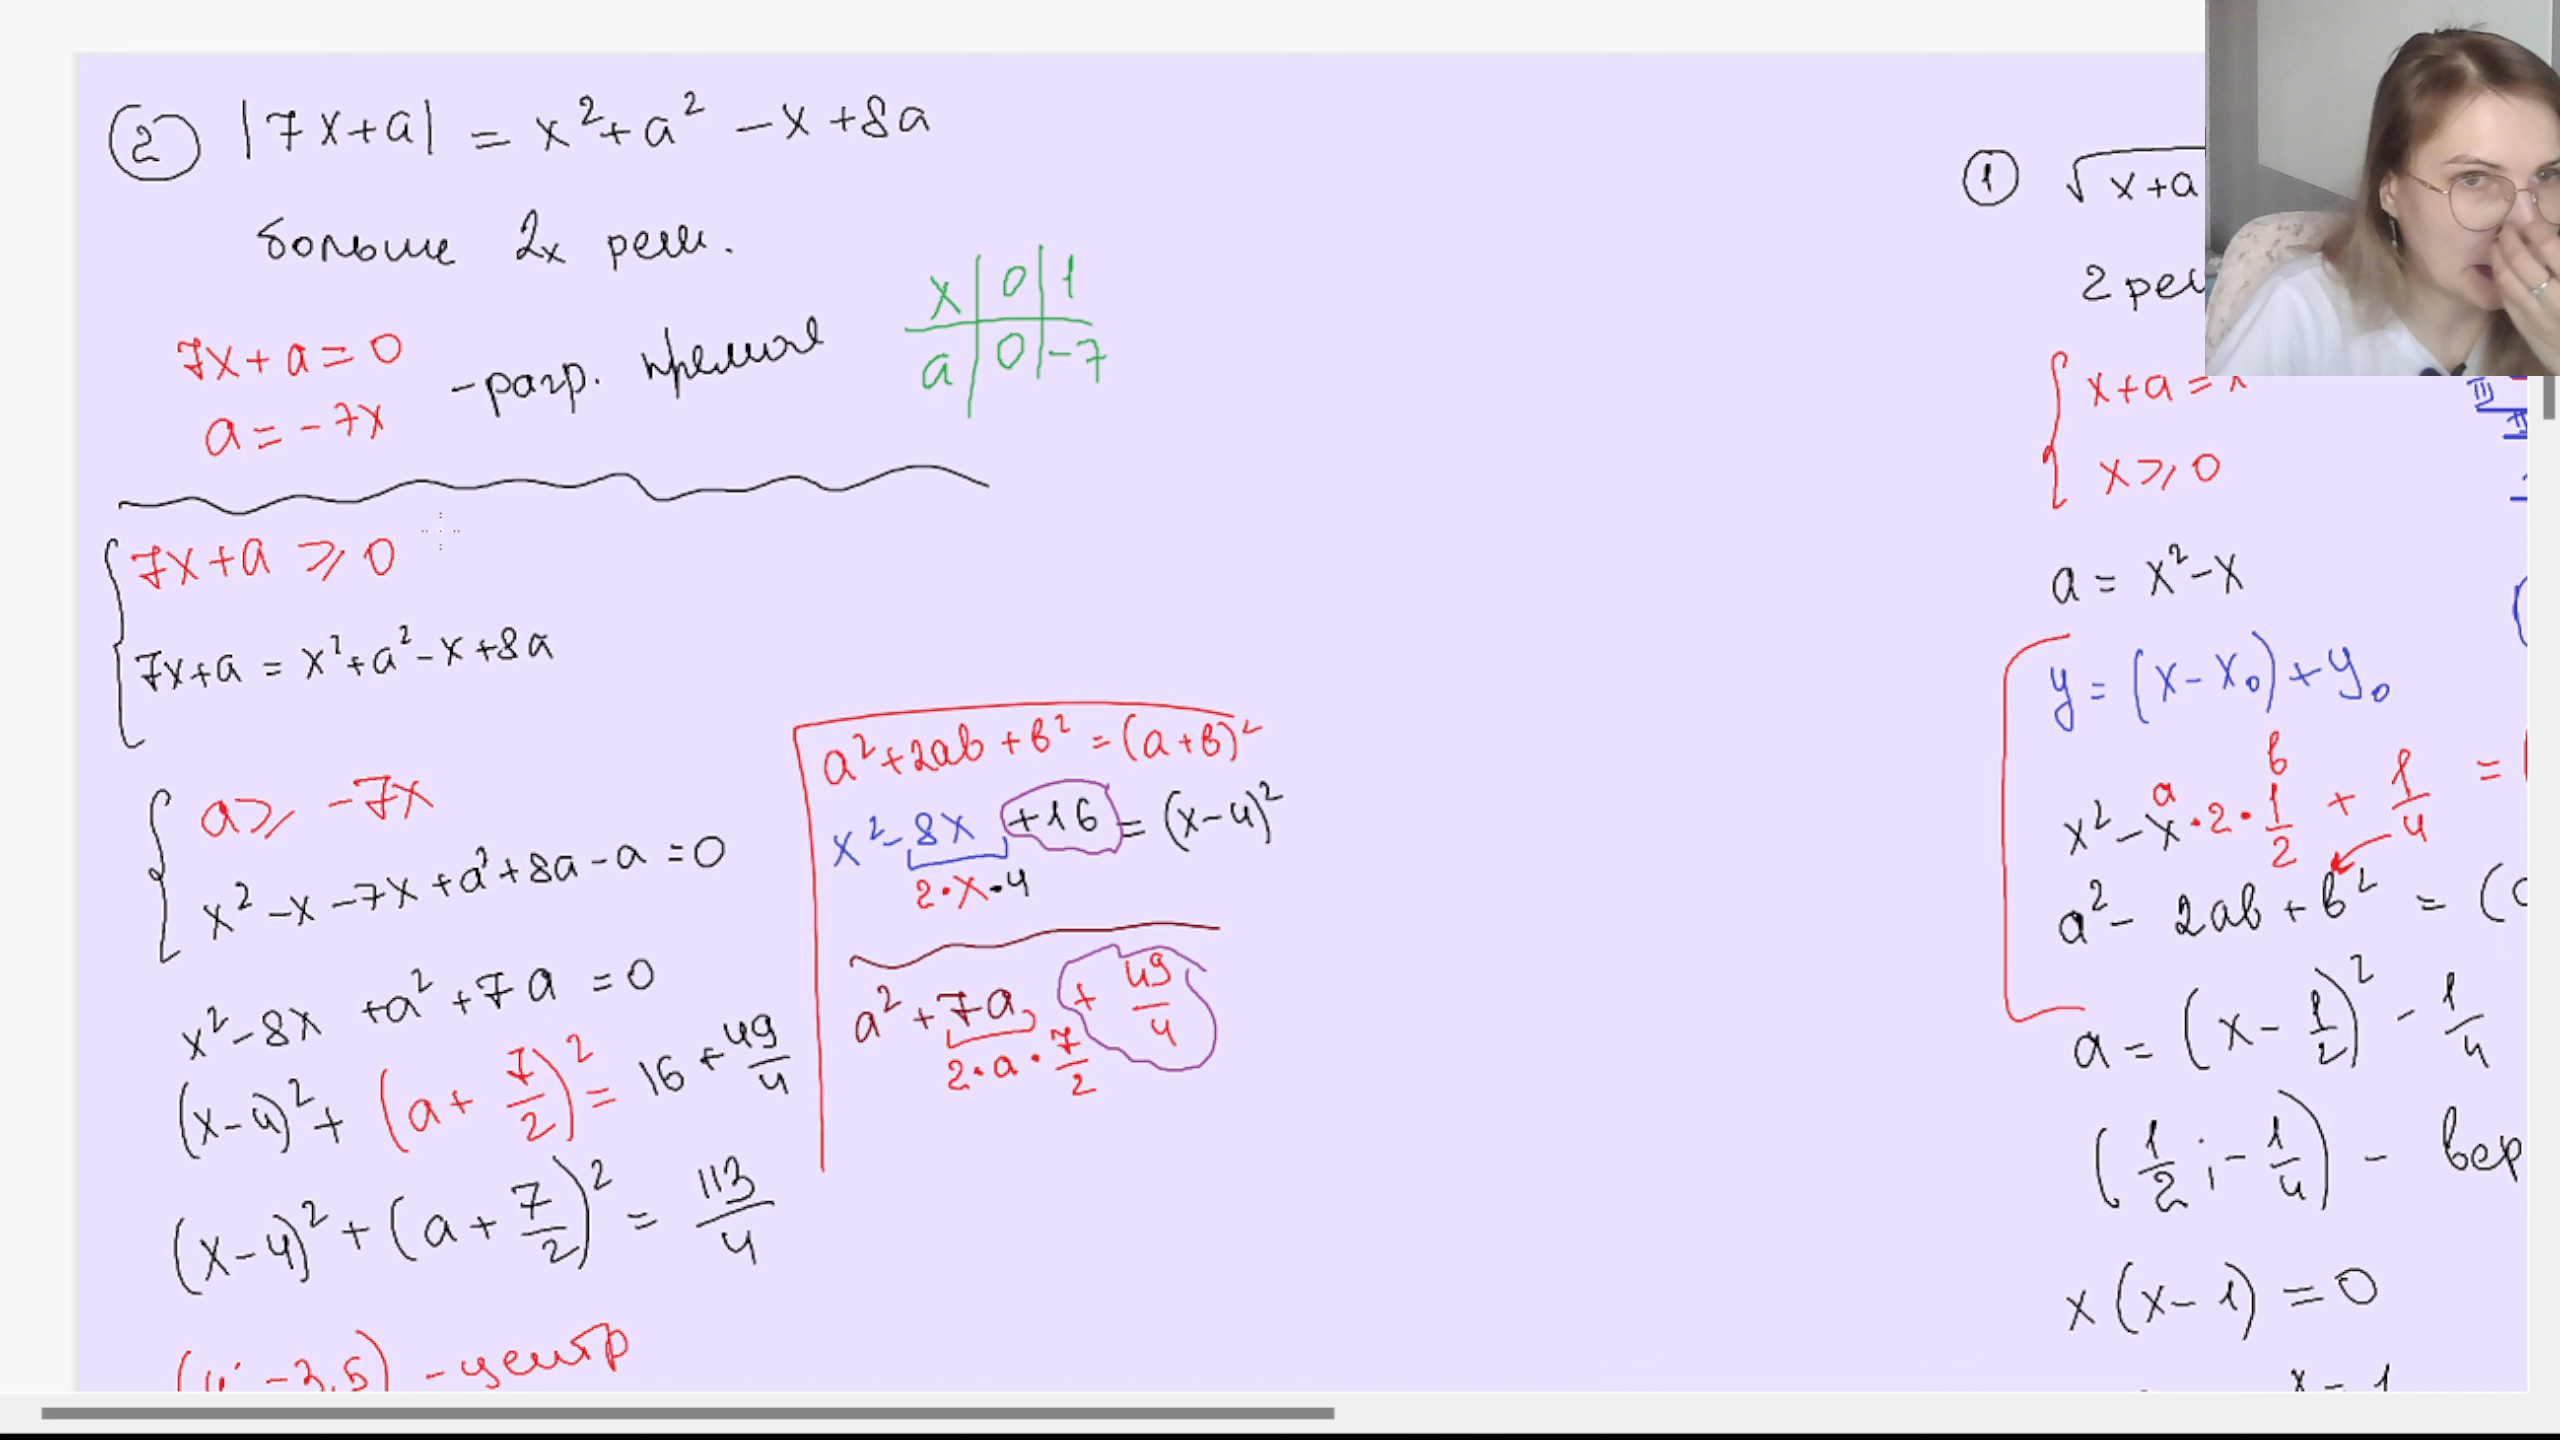 ② |7x+a| = x²+a² -x+8a
больше 2х реш.
7x+a=0
a=-7x
-разг. прямая
x | 0 | 1
a | 0 | -7
7x+a ⩾ 0
7x+a = x²+a²-x+8a
a⩾ -7x
x²-x-7x+a²+8a-a=0
x²-8x +a²+7a=0
(x-4)²+(a+7/2)²=16+49/4
(x-4)²+(a+7/2)²=113/4
-центр
a²+2ab+b²=(a+b)²
x²-8x+16=(x-4)²
2•x•4
a²+7a+49/4
2•a•7/2
① √x+a
2 реш
x+a=x
x⩾0
a=x²-x
y=(x-x₀)+y₀
a b
x²-x•2•1/2+1/4=
a²-2ab+b²=(
a=(x-1/2)²-1/4
(1/2;-1/4)- вер
x(x-1)=0